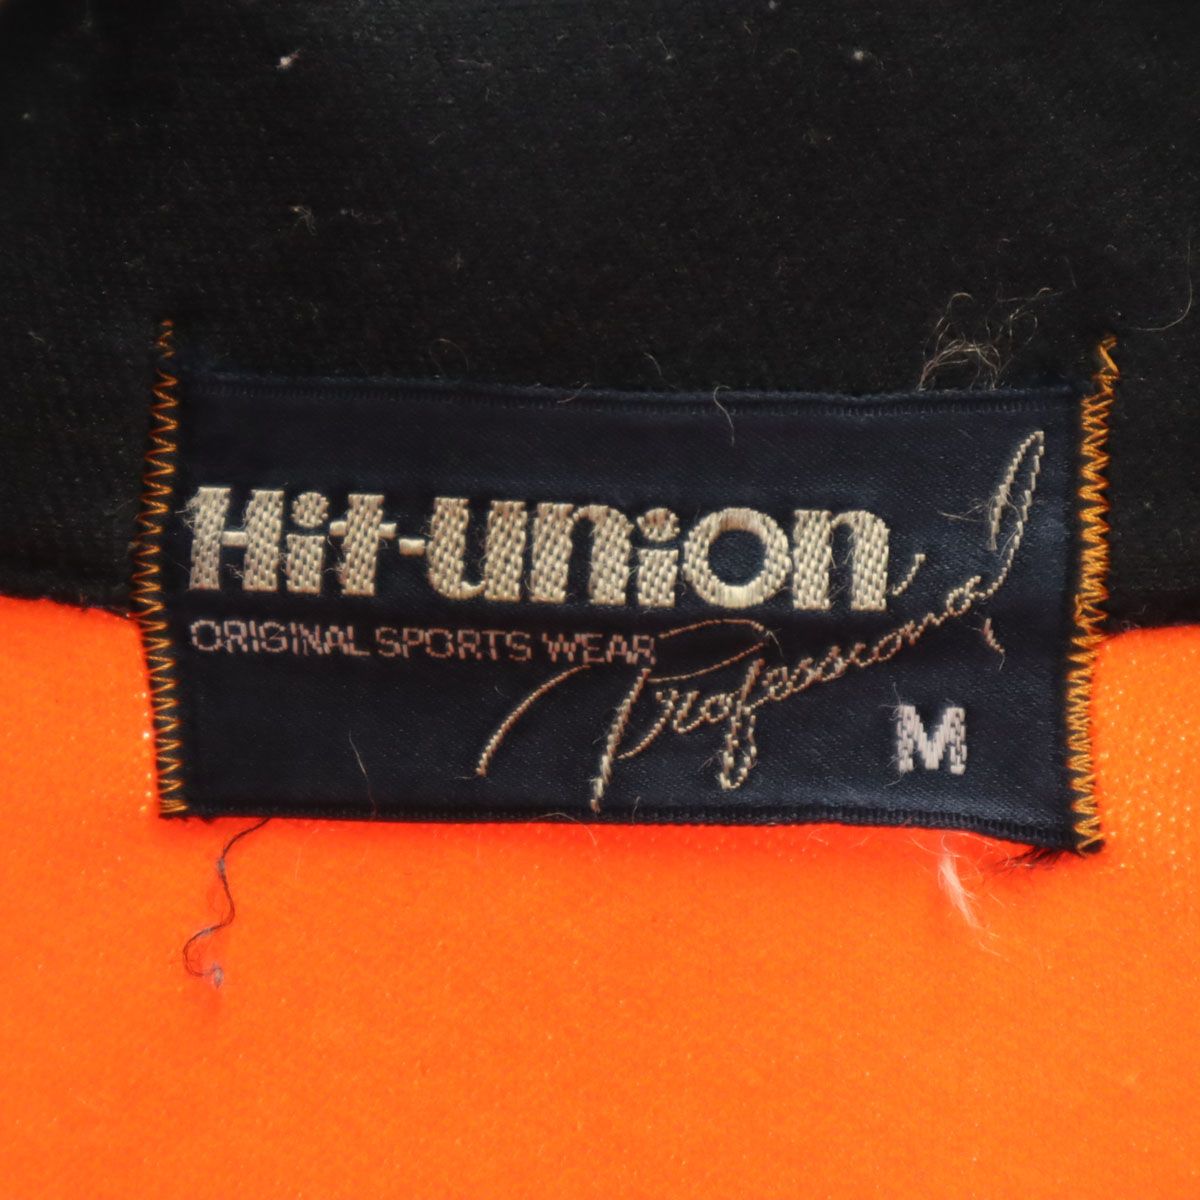 Hit-union
ORIGINAL SPORTS WEAR
Professional
M